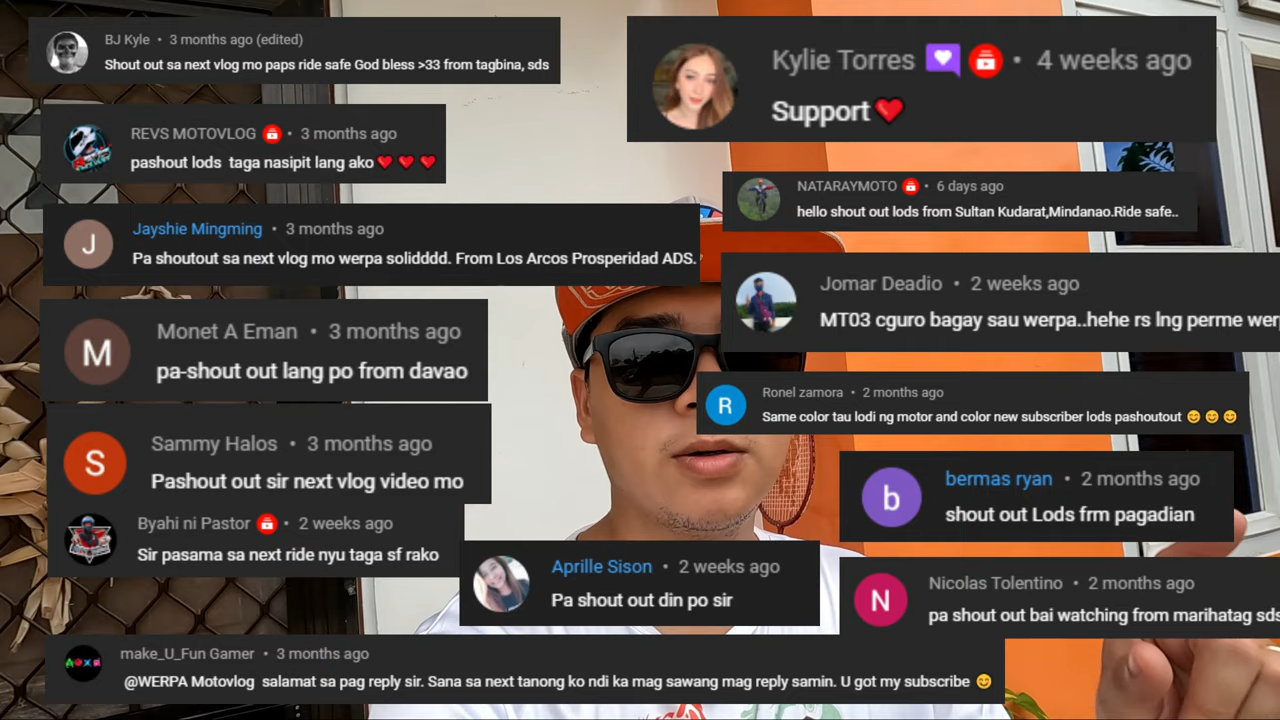 BJ Kyle • 3 months ago (edited)
Shout out sa next vlog mo paps ride safe God bless >33 from tagbina, sds
REVS MOTOVLOG • 3 months ago
pashout lods taga nasipit lang ako❤❤❤
J
Jayshie Mingming • 3 months ago
Pa shoutout sa next vlog mo werpa solidddd. From Los Arcos Prosperidad ADS.
M
Monet A Eman • 3 months ago
pa-shout out lang po from davao
S
Sammy Halos • 3 months ago
Pashout out sir next vlog video mo
Byahi ni Pastor • 2 weeks ago
Sir pasama sa next ride nyu taga sf rako
make_U_Fun Gamer • 3 months ago
@WERPA Motovlog salamat sa pag reply sir. Sana sa next tanong ko ndi ka mag sawang mag reply samin. U got my subscribe 😊
Kylie Torres • 4 weeks ago
Support❤
NATARAYMOTO • 6 days ago
hello shout out lods from Sultan Kudarat,Mindanao.Ride safe..
Jomar Deadio • 2 weeks ago
MT03 cguro bagay sau werpa..hehe rs lng perme wer
R
Ronel zamora • 2 months ago
Same color tau lodi ng motor and color new subscriber lods pashoutout 😊😊😊
b
bermas ryan • 2 months ago
shout out Lods frm pagadian
Aprille Sison • 2 weeks ago
Pa shout out din po sir
N
Nicolas Tolentino • 2 months ago
pa shout out bai watching from marihatag sds